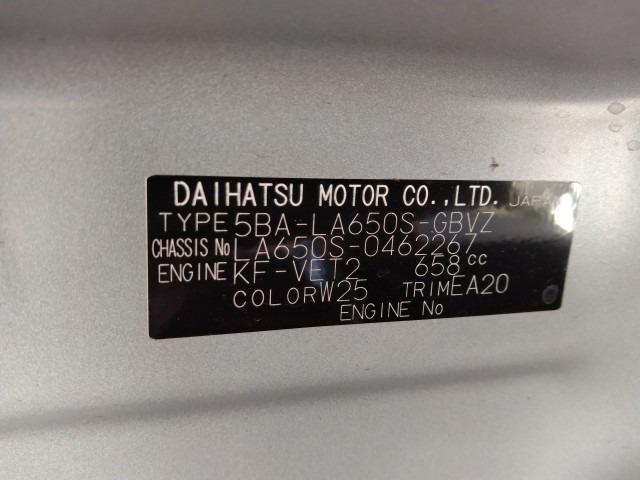 DAIHATSU MOTOR CO.,LTD. JAPAN
TYPE 5BA-LA650S-GBVZ
CHASSIS No LA650S-0462267
ENGINE KF-VET2 658cc
COLOR W25 TRIM EA20
ENGINE No